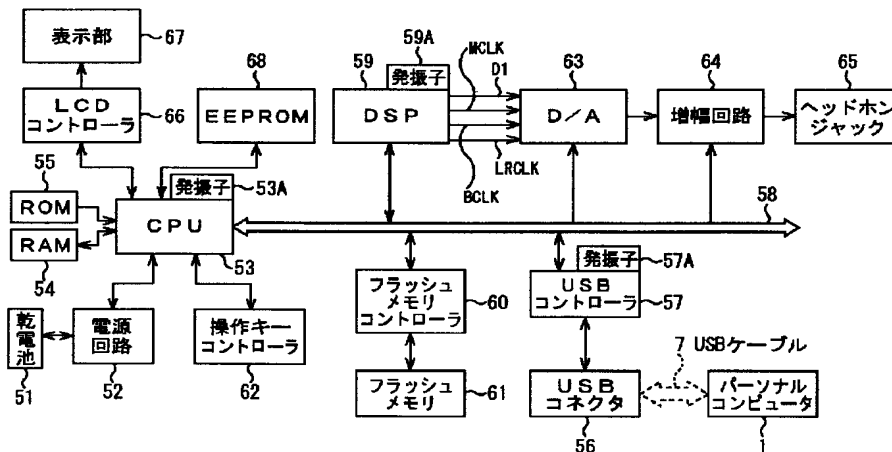 表示部
67
LCD
コントローラ
66
68
EEPROM
59
59A
発振子
DSP
MCLK
D1
BCLK
LRCLK
63
D/A
64
増幅回路
65
ヘッドホン
ジャック
55
ROM
RAM
54
発振子
53A
CPU
53
58
乾電池
51
電源
回路
52
操作キー
コントローラ
62
フラッシュ
メモリ
コントローラ
60
フラッシュ
メモリ
61
発振子
57A
USB
コントローラ
57
USB
コネクタ
56
7 USBケーブル
パーソナル
コンピュータ
1